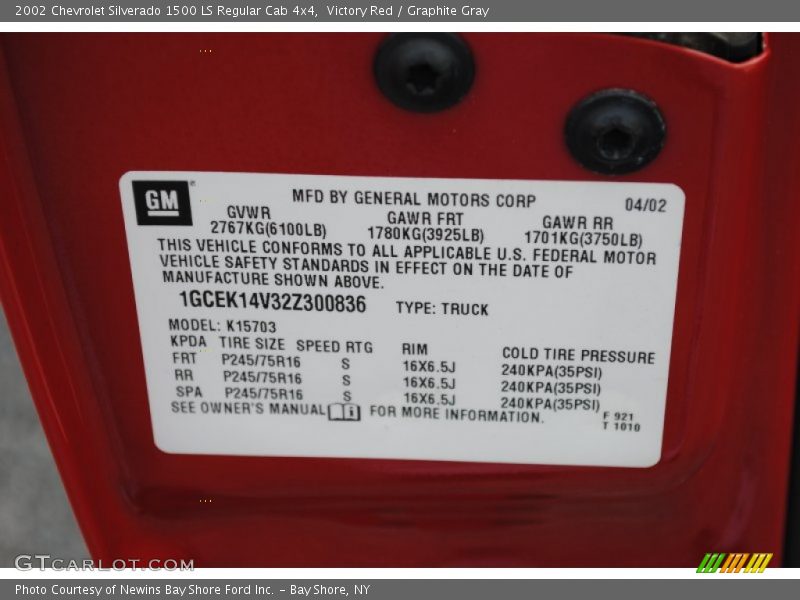 2002 Chevrolet Silverado 1500 LS Regular Cab 4x4, Victory Red / Graphite Gray
GM
MFD BY GENERAL MOTORS CORP 04/02
GVWR GAWR FRT GAWR RR
2767KG(6100LB) 1780KG(3925LB) 1701KG(3750LB)
THIS VEHICLE CONFORMS TO ALL APPLICABLE U.S. FEDERAL MOTOR
VEHICLE SAFETY STANDARDS IN EFFECT ON THE DATE OF
MANUFACTURE SHOWN ABOVE.
1GCEK14V32Z300836 TYPE: TRUCK
MODEL: K15703
KPDA TIRE SIZE SPEED RTG RIM COLD TIRE PRESSURE
FRT P245/75R16 S 16X6.5J 240KPA(35PSI)
RR P245/75R16 S 16X6.5J 240KPA(35PSI)
SPA P245/75R16 S 16X6.5J 240KPA(35PSI)
SEE OWNER'S MANUAL FOR MORE INFORMATION.
F 921
T 1010
GTCARLOT.COM
Photo Courtesy of Newins Bay Shore Ford Inc. - Bay Shore, NY